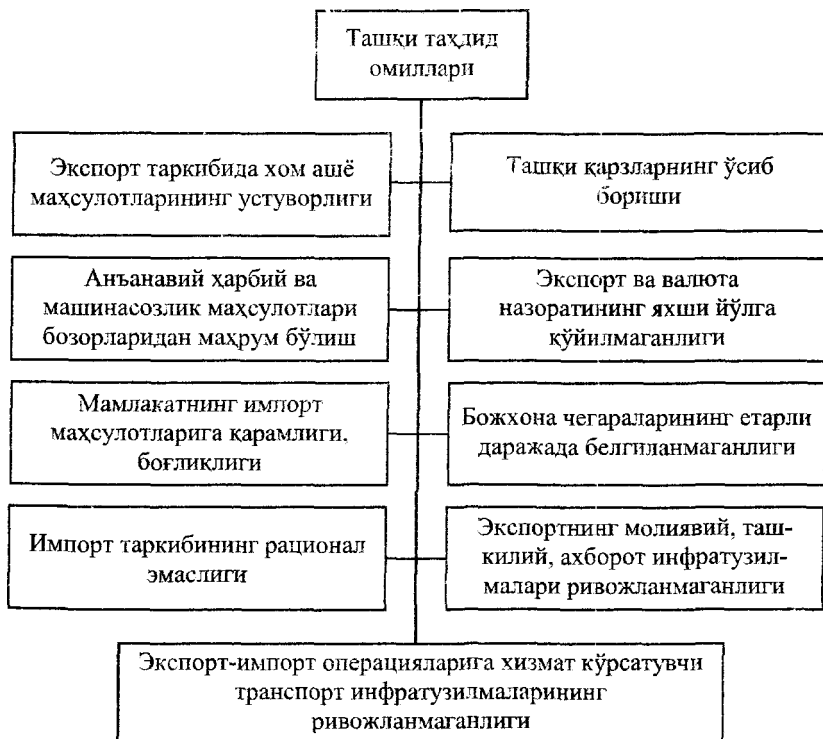 Ташқи таҳдид
омиллари
Экспорт таркибида хом ашё
маҳсулотларининг устуворлиги
Ташқи қарзларнинг ўсиб
бориши
Анъанавий ҳарбий ва
машинасозлик маҳсулотлари
бозорларидан маҳрум бўлиш
Экспорт ва валюта
назоратининг яхши йўлга
қўйилмаганлиги
Мамлакатнинг импорт
маҳсулотларига қарамлиги,
боғлиқлиги
Божхона чегараларининг етарли
даражада белгиланмаганлиги
Импорт таркибининг рационал
эмаслиги
Экспортнинг молиявий, таш-
килий, ахборот инфратузил-
малари ривожланмаганлиги
Экспорт-импорт операцияларига хизмат кўрсатувчи
транспорт инфратузилмаларининг
ривожланмаганлиги